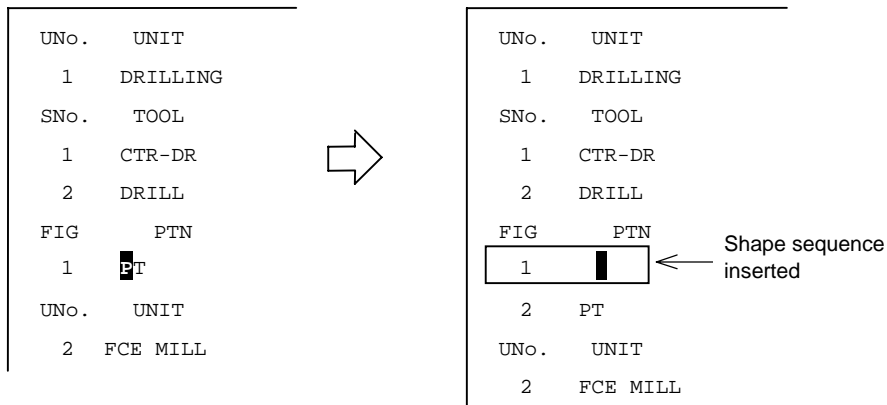 UNo. UNIT
1 DRILLING
SNo. TOOL
1 CTR-DR
2 DRILL
FIG PTN
1 PT
UNo. UNIT
2 FCE MILL
UNo. UNIT
1 DRILLING
SNo. TOOL
1 CTR-DR
2 DRILL
FIG PTN
1
2 PT
UNo. UNIT
2 FCE MILL
Shape sequence
inserted